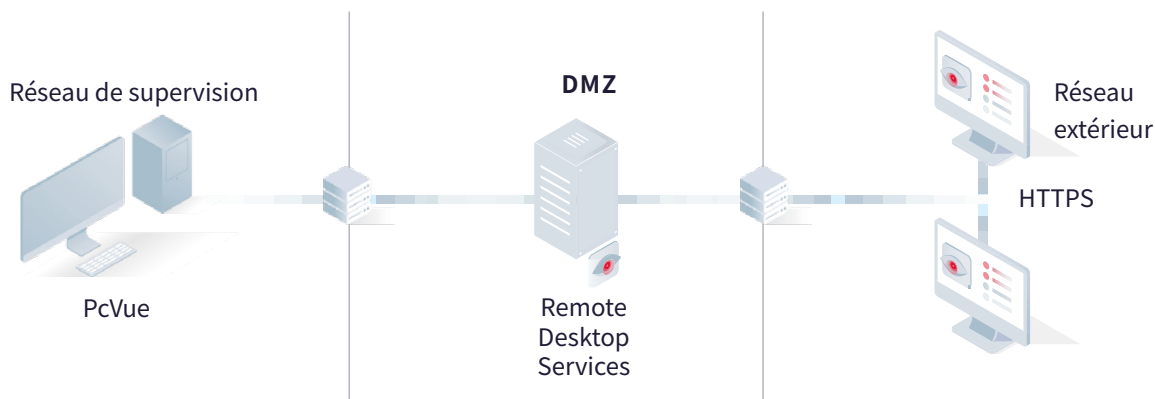 Réseau de supervision
PcVue
DMZ
Remote
Desktop
Services
Réseau
extérieur
HTTPS